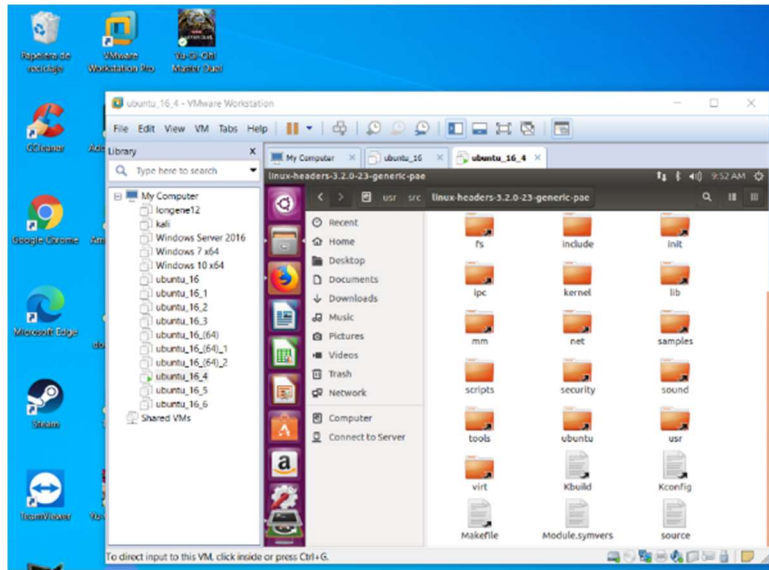 Papelera de
reciclaje
VMware
Workstation Pro
Yu-Gi-Oh!
Master Duel
CCleaner
Google Chrome
Microsoft Edge
Steam
TeamViewer
ubuntu_16_4 - VMware Workstation
File Edit View VM Tabs Help
Library
Type here to search
My Computer
longene12
kali
Windows Server 2016
Windows 7 x64
Windows 10 x64
ubuntu_16
ubuntu_16_1
ubuntu_16_2
ubuntu_16_3
ubuntu_16_(64)
ubuntu_16_(64)_1
ubuntu_16_(64)_2
ubuntu_16_4
ubuntu_16_5
ubuntu_16_6
Shared VMs
My Computer ubuntu_16 ubuntu_16_4
linux-headers-3.2.0-23-generic-pae 9:52 AM
usr src linux-headers-3.2.0-23-generic-pae
Recent
Home
Desktop
Documents
Downloads
Music
Pictures
Videos
Trash
Network
Computer
Connect to Server
fs include init
ipc kernel lib
mm net samples
scripts security sound
tools ubuntu usr
virt Kbuild Kconfig
Makefile Module.symvers source
To direct input to this VM, click inside or press Ctrl+G.